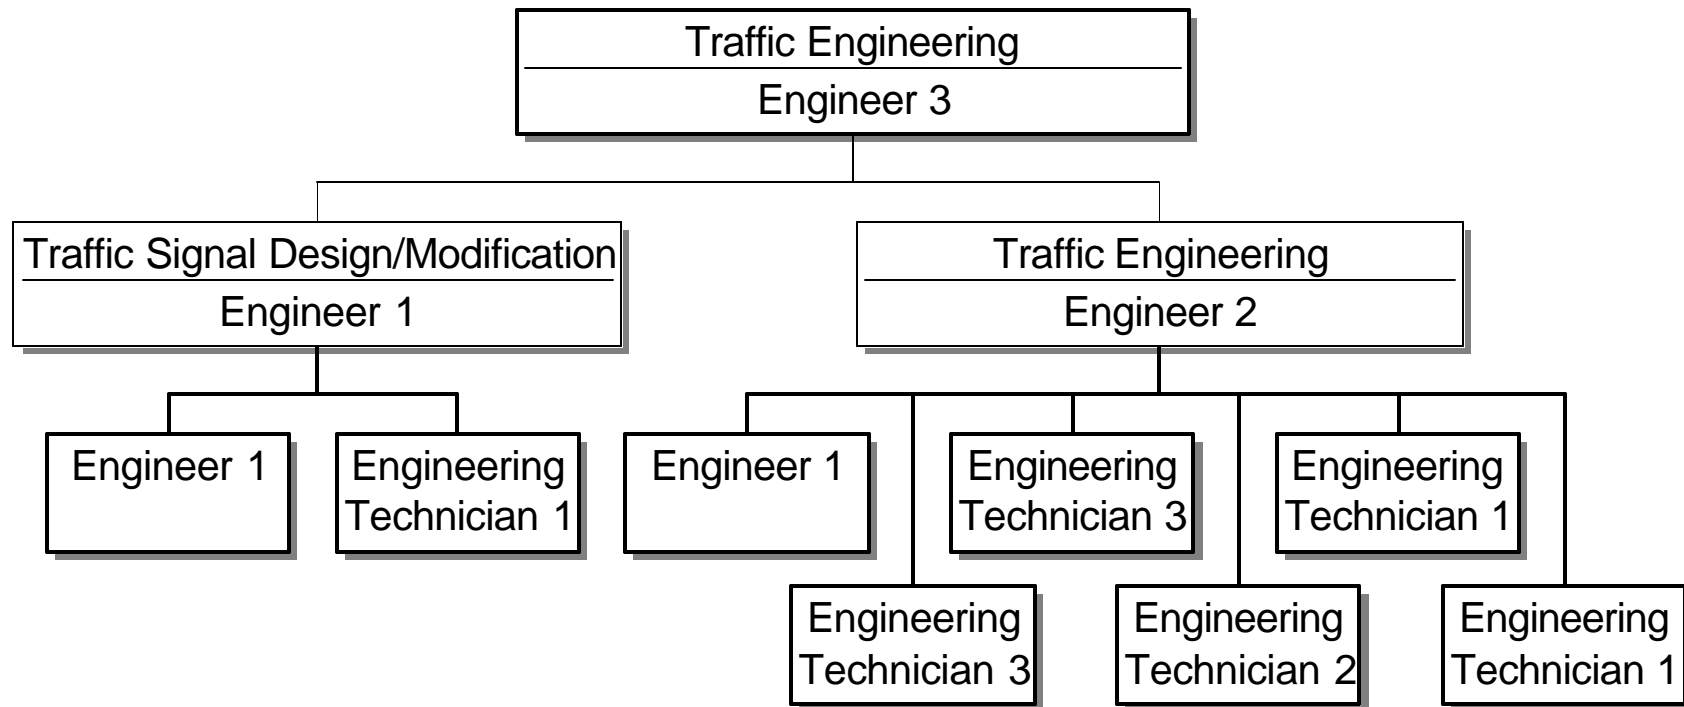 Traffic Engineering
Engineer 3
Traffic Signal Design/Modification
Engineer 1
Traffic Engineering
Engineer 2
Engineer 1
Engineering
Technician 1
Engineer 1
Engineering
Technician 3
Engineering
Technician 1
Engineering
Technician 3
Engineering
Technician 2
Engineering
Technician 1